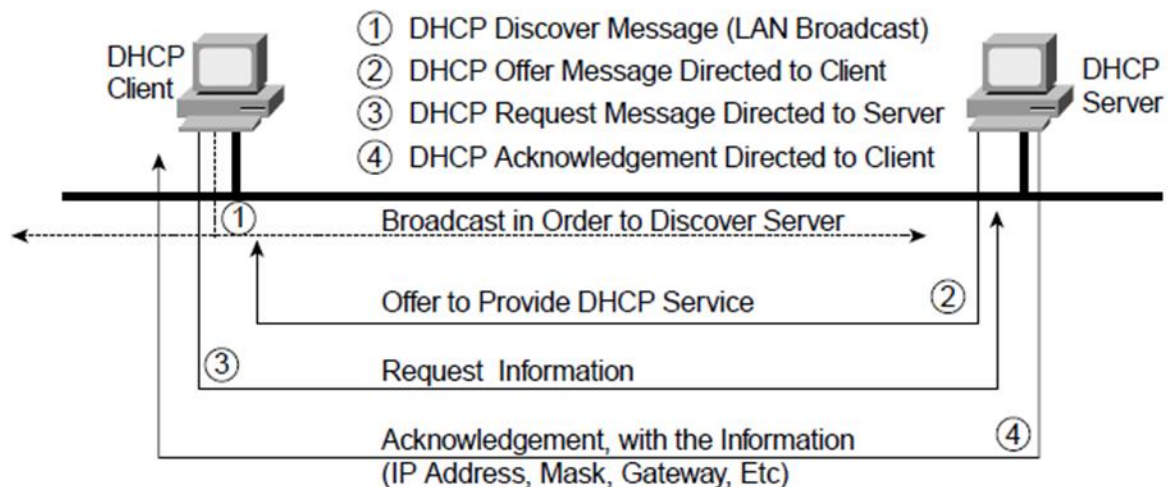 DHCP
Client
① DHCP Discover Message (LAN Broadcast)
② DHCP Offer Message Directed to Client
③ DHCP Request Message Directed to Server
④ DHCP Acknowledgement Directed to Client
DHCP
Server
① Broadcast in Order to Discover Server
Offer to Provide DHCP Service ②
③ Request Information
Acknowledgement, with the Information ④
(IP Address, Mask, Gateway, Etc)